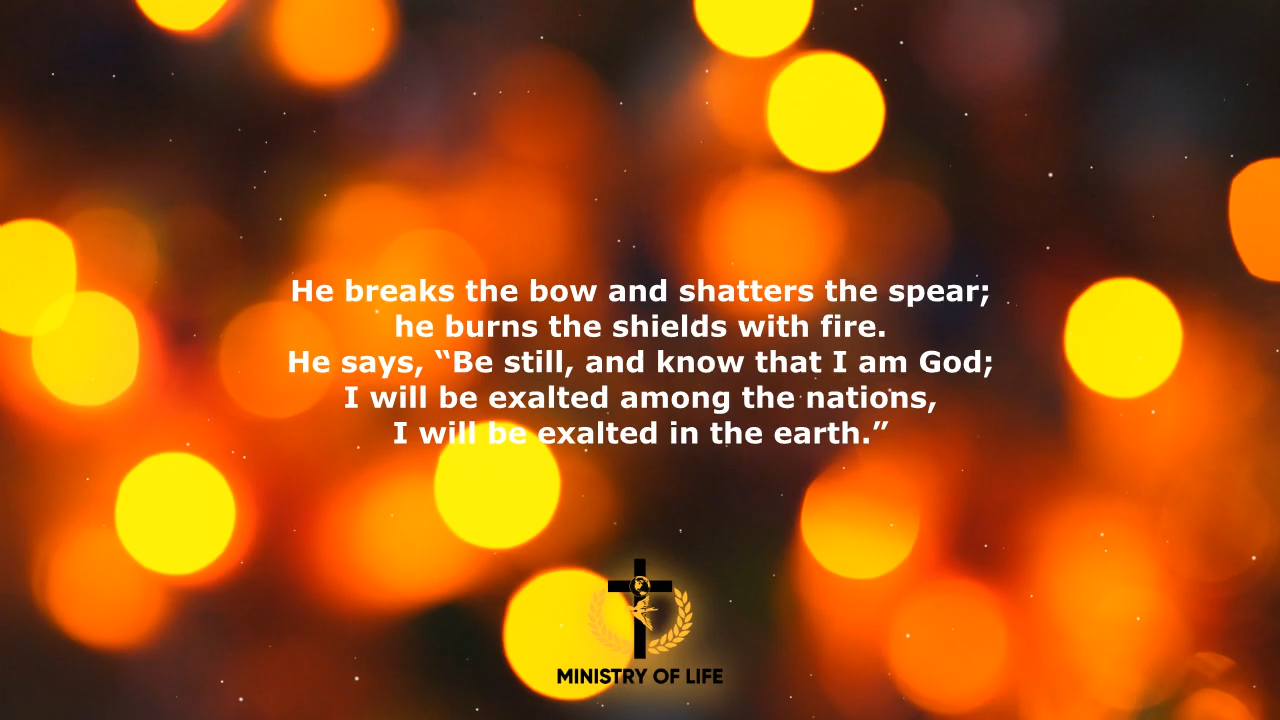 He breaks the bow and shatters the spear;
he burns the shields with fire.
He says, “Be still, and know that I am God;
I will be exalted among the nations,
I will be exalted in the earth.”
MINISTRY OF LIFE